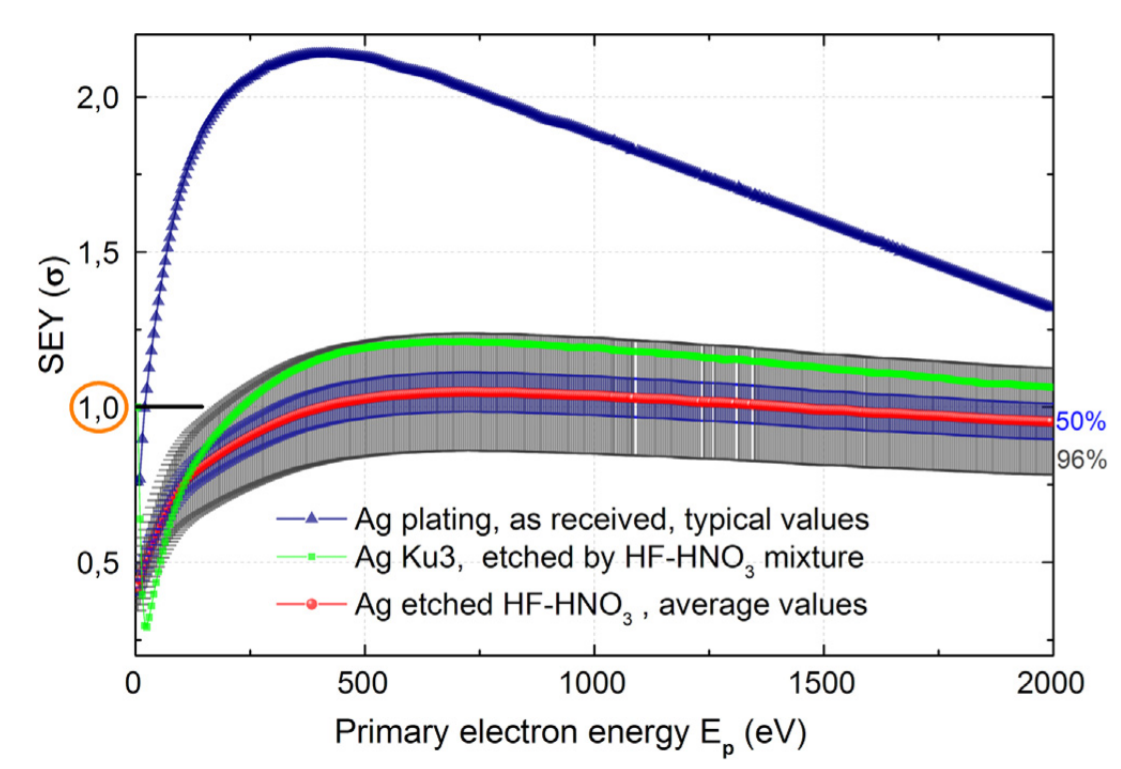 2,0
1,5
1,0
0,5
SEY (σ)
50%
96%
Ag plating, as received, typical values
Ag Ku3, etched by HF-HNO₃ mixture
Ag etched HF-HNO₃ , average values
0 500 1000 1500 2000
Primary electron energy Eₚ (eV)